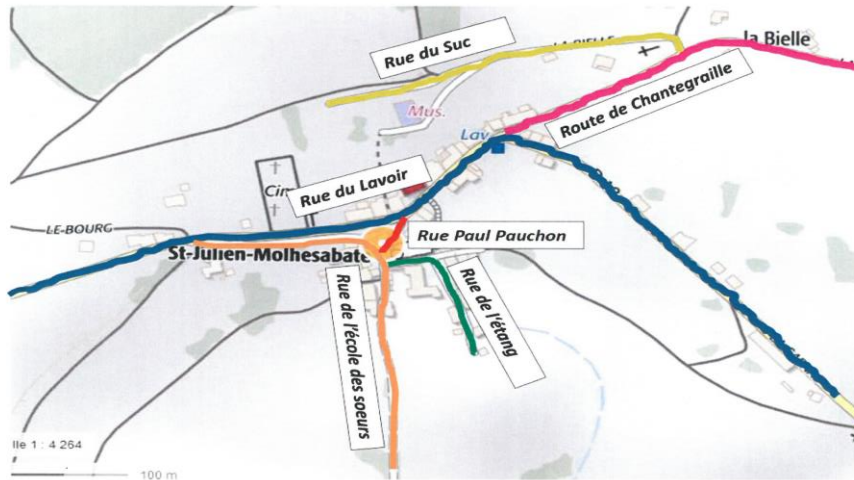 la Bielle
Rue du Suc
LA BIELLE
Mus.
Route de Chantegraille
Lav
Rue du Lavoir
LE-BOURG
Rue Paul Pauchon
St-Julien-Molhesabate
Rue de l'école des soeurs
Rue de l'étang
lle 1 : 4 264
100 m